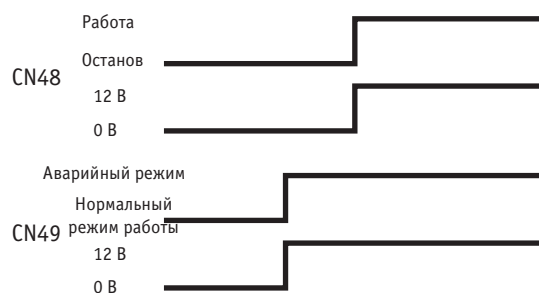 Работа
Останов
CN48
12 В
0 В
Аварийный режим
Нормальный
режим работы
CN49
12 В
0 В